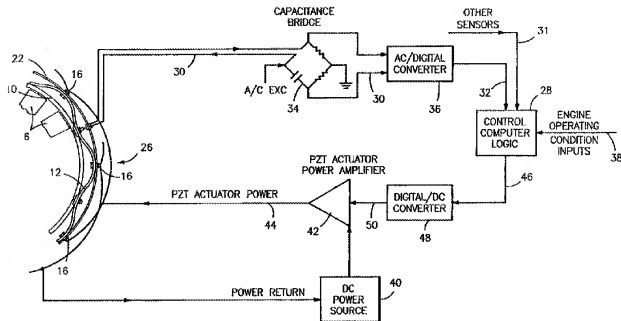 CAPACITANCE
BRIDGE
OTHER
SENSORS
31
22
16
10
30
A/C EXC
34
30
AC/DIGITAL
CONVERTER
36
32
28
CONTROL
COMPUTER
LOGIC
ENGINE
OPERATING
CONDITION
INPUTS
38
6
26
12
16
16
PZT ACTUATOR
POWER AMPLIFIER
46
PZT ACTUATOR POWER
44
42
50
DIGITAL/DC
CONVERTER
48
POWER RETURN
DC
POWER
SOURCE
40